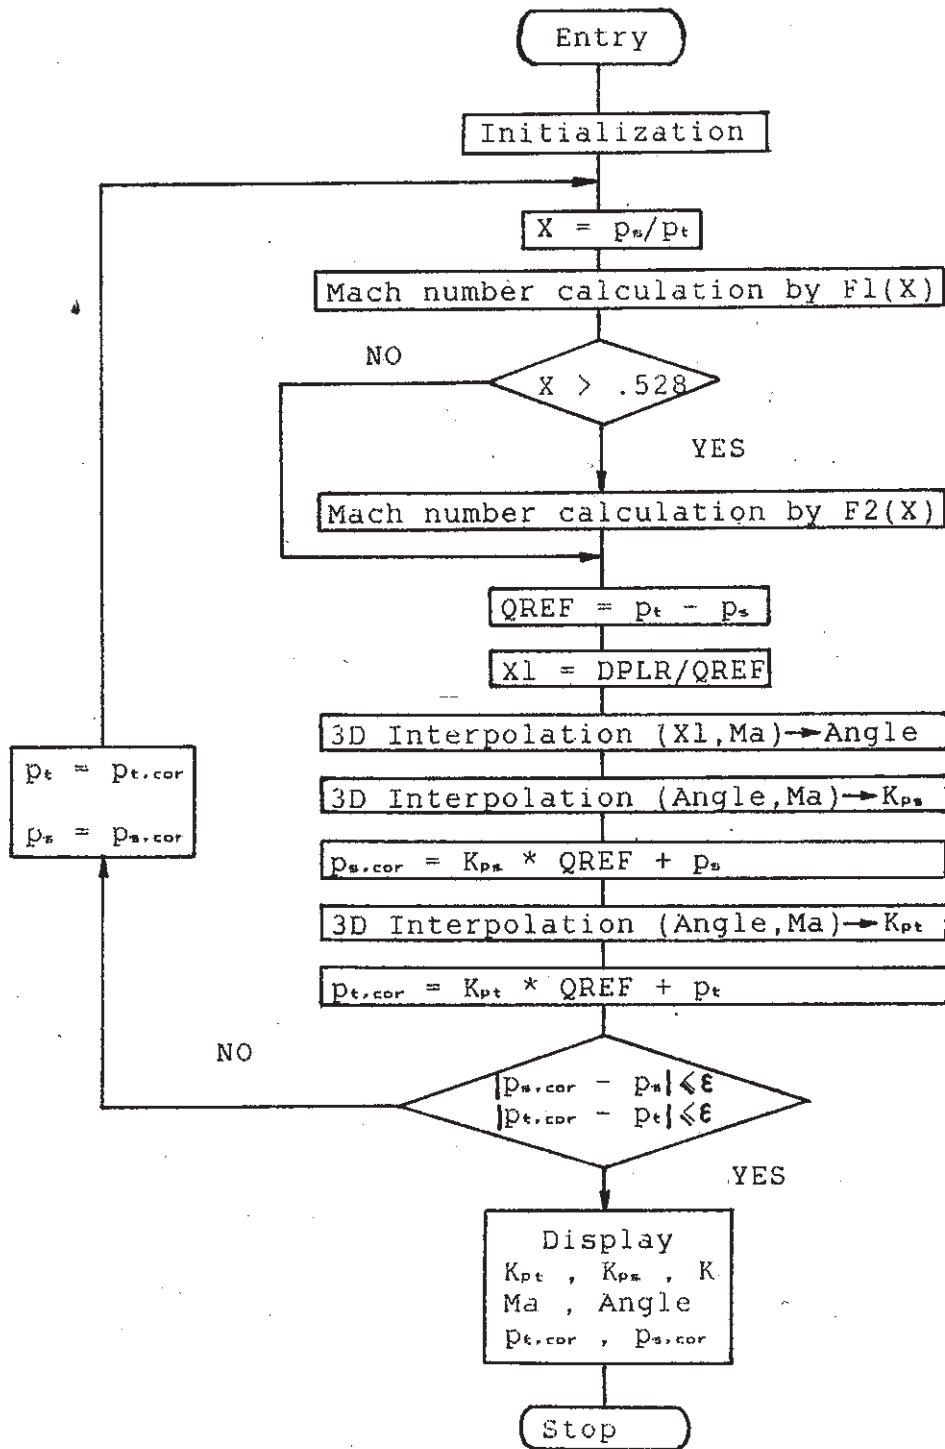 Entry
Initialization
X = pₛ/pₜ
Mach number calculation by F1(X)
NO
X > .528
YES
Mach number calculation by F2(X)
QREF = pₜ - pₛ
X1 = DPLR/QREF
3D Interpolation (X1,Ma)→Angle
pₜ = pₜ.cor
pₛ = pₛ.cor
3D Interpolation (Angle,Ma)→Kps
pₛ.cor = Kps * QREF + pₛ
3D Interpolation (Angle,Ma)→Kpt
pₜ.cor = Kpt * QREF + pₜ
NO
|pₛ.cor - pₛ|⩽ε
|pₜ.cor - pₜ|⩽ε
YES
Display
Kpt , Kps , K
Ma , Angle
pₜ.cor , pₛ.cor
Stop